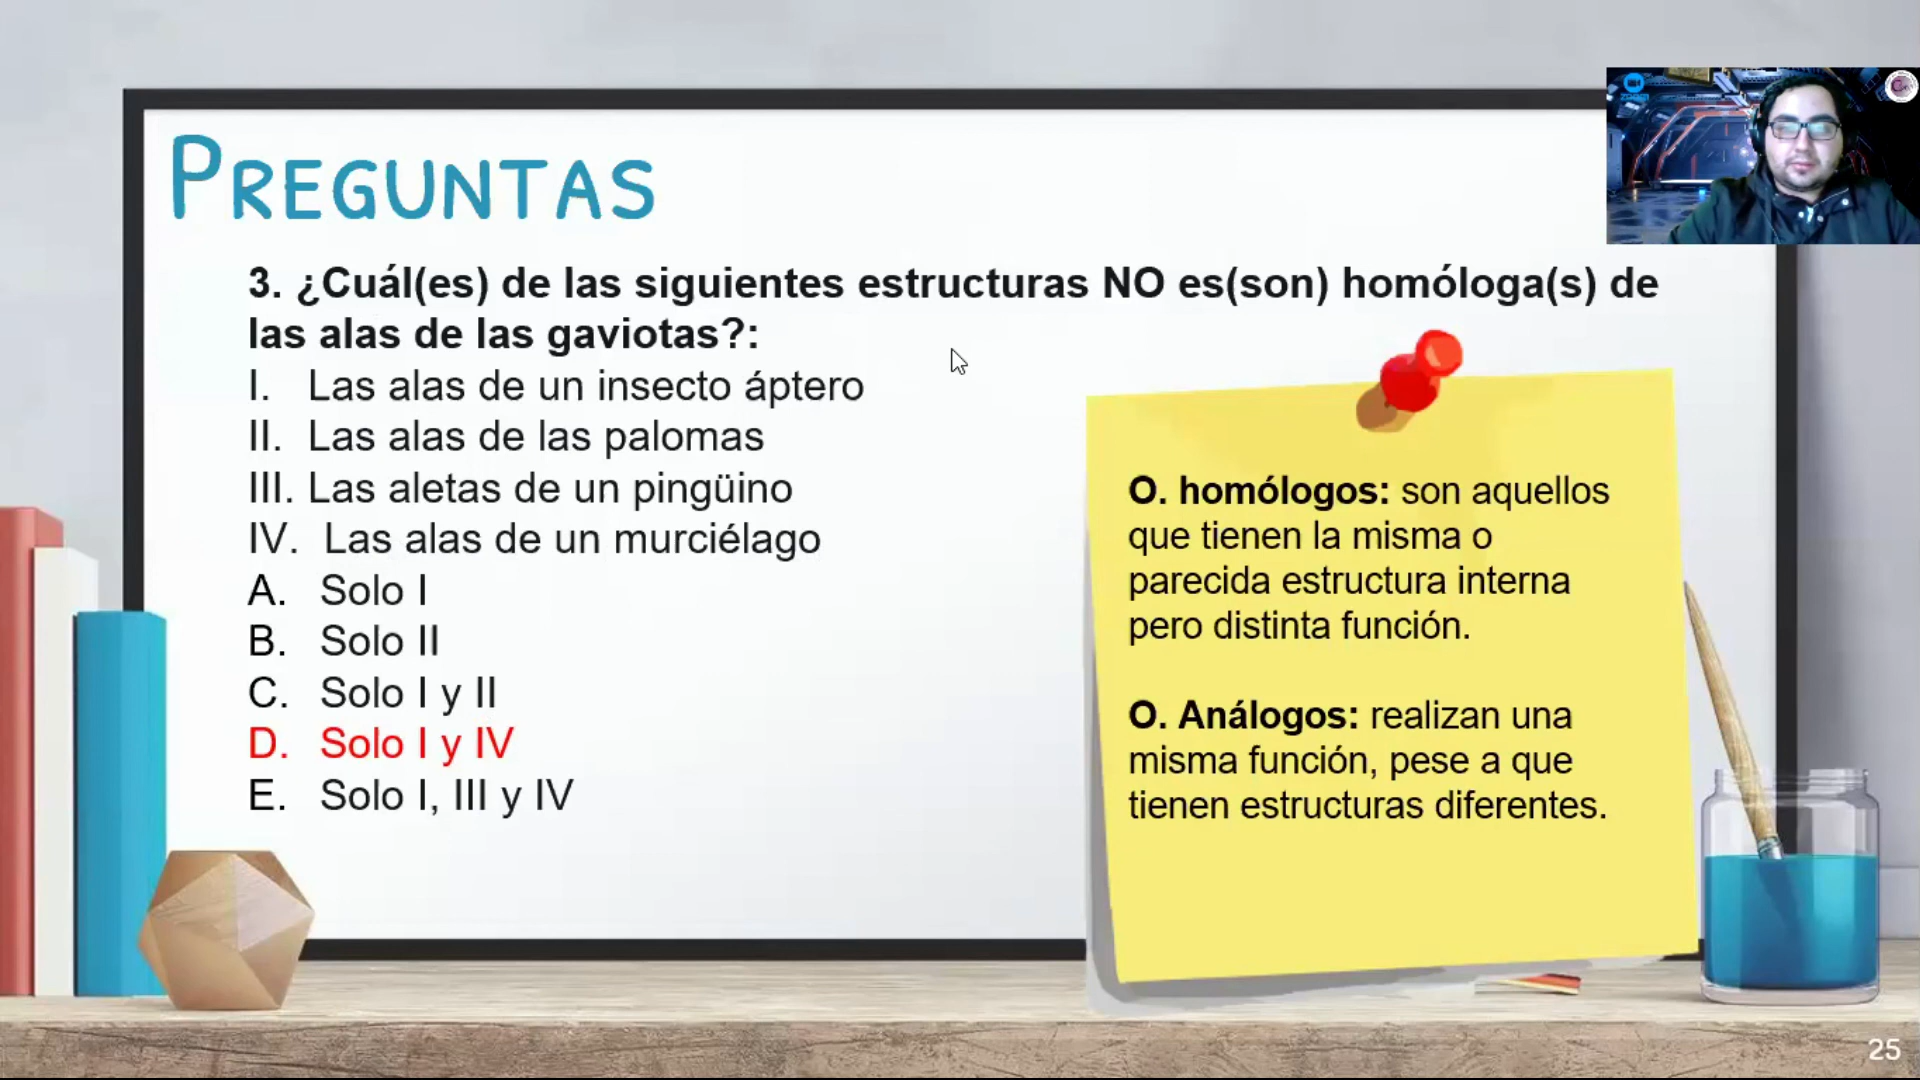 PREGUNTAS
3. ¿Cuál(es) de las siguientes estructuras NO es(son) homóloga(s) de
las alas de las gaviotas?:
I. Las alas de un insecto áptero
II. Las alas de las palomas
III. Las aletas de un pingüino
IV. Las alas de un murciélago
A. Solo I
B. Solo II
C. Solo I y II
D. Solo I y IV
E. Solo I, III y IV
O. homólogos: son aquellos
que tienen la misma o
parecida estructura interna
pero distinta función.
O. Análogos: realizan una
misma función, pese a que
tienen estructuras diferentes.
zoom
25